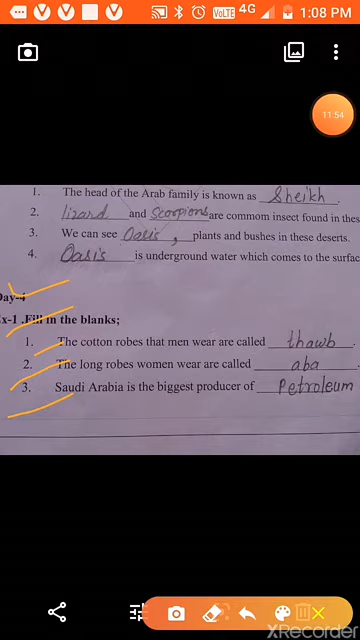 VoLTE 4G 1:08 PM
11:54
1. The head of the Arab family is known as Sheikh.
2. lizard and Scorpions are commom insect found in thes
3. We can see Oasis, plants and bushes in these deserts.
4. Oasis is underground water which comes to the surfac
Day-4
Ex-1 .Fill in the blanks;
1. The cotton robes that men wear are called thawb.
2. The long robes women wear are called aba.
3. Saudi Arabia is the biggest producer of Petroleum
XRecorder